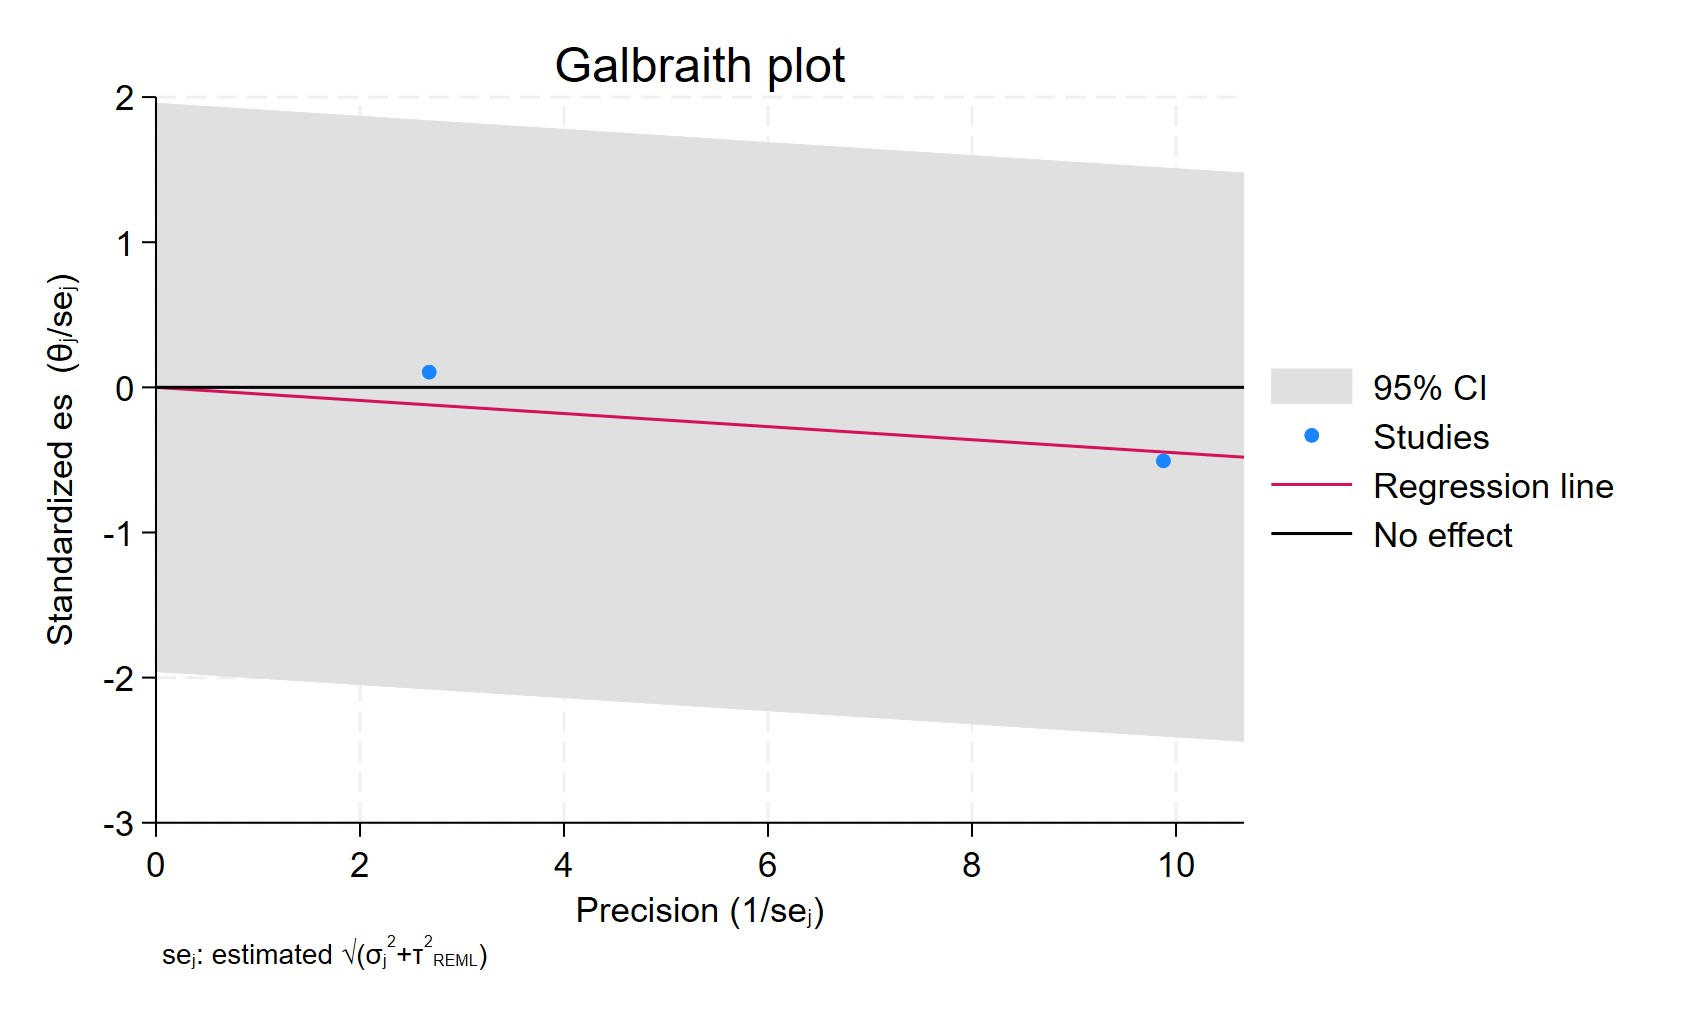 Galbraith plot
2
1
0
-1
-2
-3
Standardized es (θⱼ/seⱼ)
0 2 4 6 8 10
Precision (1/seⱼ)
seⱼ: estimated √(σⱼ²+τ²REML)
95% CI
Studies
Regression line
No effect